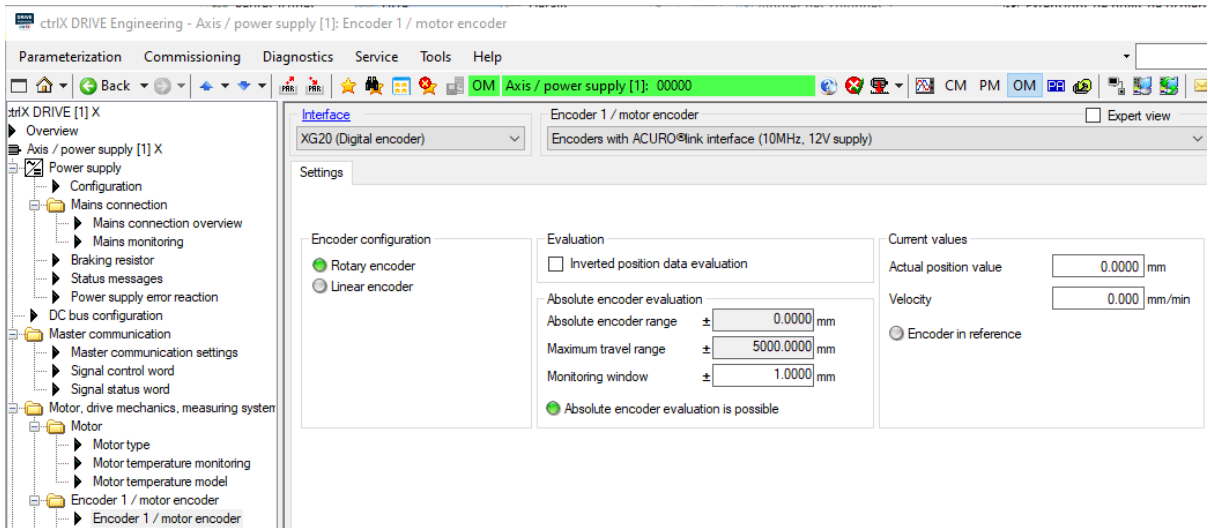 ctrlX DRIVE Engineering - Axis / power supply [1]: Encoder 1 / motor encoder
Parameterization Commissioning Diagnostics Service Tools Help
Back OM Axis / power supply [1]: 00000 CM PM OM
[1] X
Interface
Encoder 1 / motor encoder
Expert view
Overview
XG20 (Digital encoder)
Encoders with ACURO®link interface (10MHz, 12V supply)
Axis / power supply [1] X
Power supply
Settings
Configuration
Mains connection
Mains connection overview
Mains monitoring
Braking resistor
Status messages
Power supply error reaction
DC bus configuration
Master communication
Master communication settings
Signal control word
Signal status word
Motor, drive mechanics, measuring system
Motor
Motor type
Motor temperature monitoring
Motor temperature model
Encoder 1 / motor encoder
Encoder 1 / motor encoder
Encoder configuration
Rotary encoder
Linear encoder
Evaluation
Inverted position data evaluation
Absolute encoder evaluation
Absolute encoder range ± 0.0000 mm
Maximum travel range ± 5000.0000 mm
Monitoring window ± 1.0000 mm
Absolute encoder evaluation is possible
Current values
Actual position value 0.0000 mm
Velocity 0.000 mm/min
Encoder in reference